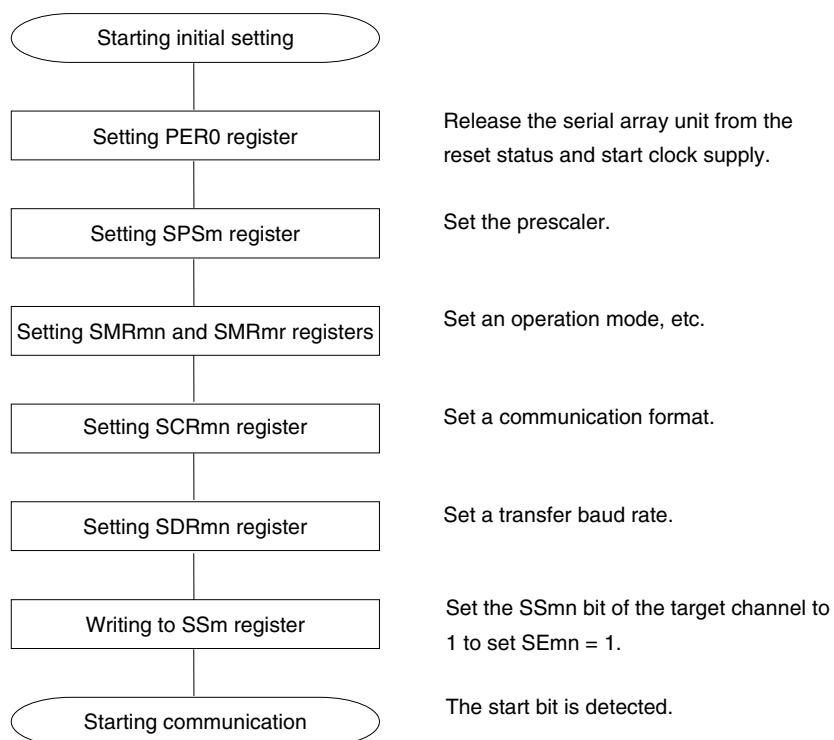 Starting initial setting
Setting PER0 register
Release the serial array unit from the
reset status and start clock supply.
Setting SPSm register
Set the prescaler.
Setting SMRmn and SMRmr registers
Set an operation mode, etc.
Setting SCRmn register
Set a communication format.
Setting SDRmn register
Set a transfer baud rate.
Writing to SSm register
Set the SSmn bit of the target channel to
1 to set SEmn = 1.
Starting communication
The start bit is detected.